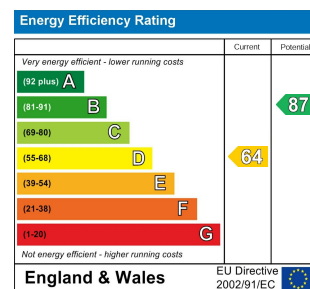 Energy Efficiency Rating
Current Potential
Very energy efficient - lower running costs
(92 plus) A
(81-91) B 87
(69-80) C
(55-68) D 64
(39-54) E
(21-38) F
(1-20) G
Not energy efficient - higher running costs
England & Wales
EU Directive
2002/91/EC